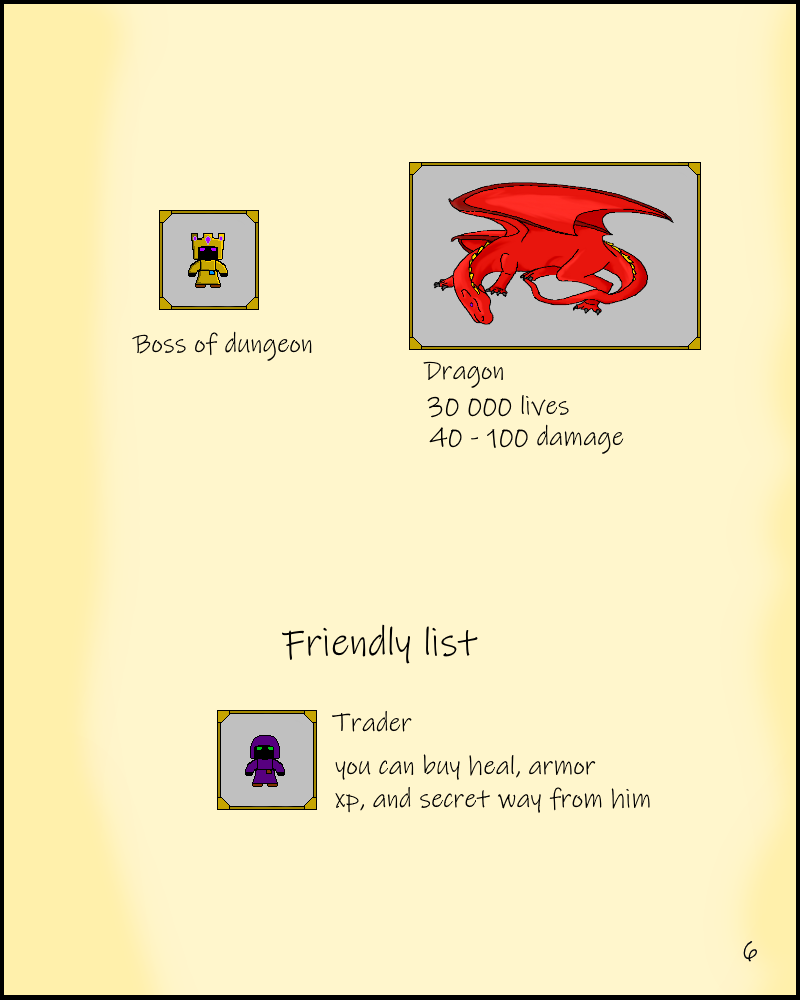 Boss of dungeon
Dragon
30 000 lives
40 - 100 damage
Friendly list
Trader
you can buy heal, armor
xp, and secret way from him
6